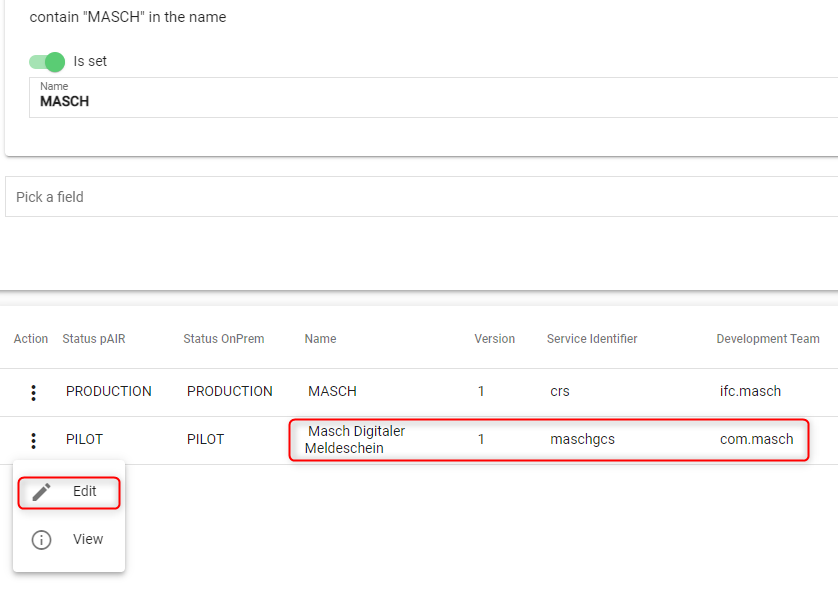 contain "MASCH" in the name
Is set
Name
MASCH
Pick a field
Action Status pAIR Status OnPrem Name Version Service Identifier Development Team
PRODUCTION PRODUCTION MASCH 1 crs ifc.masch
PILOT PILOT Masch Digitaler Meldeschein 1 maschgcs com.masch
Edit
View